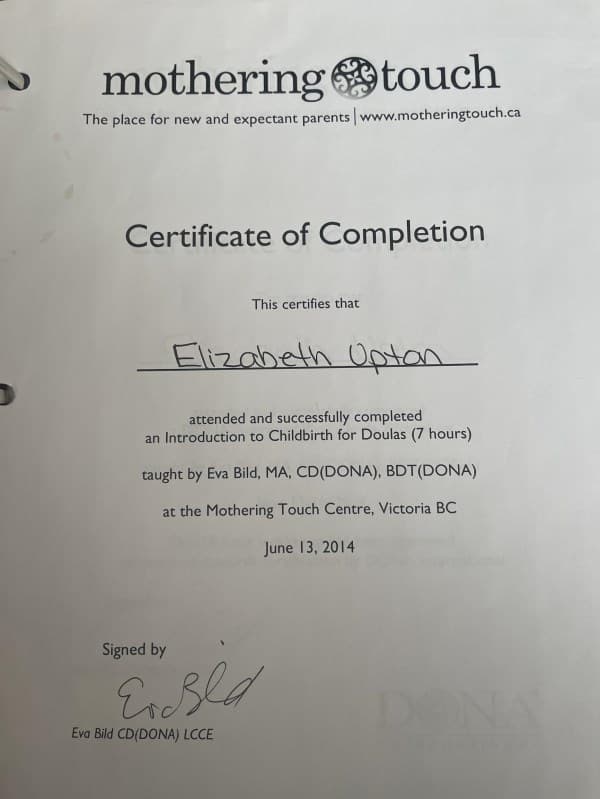 mothering touch
The place for new and expectant parents | www.motheringtouch.ca
Certificate of Completion
This certifies that
Elizabeth Upton
attended and successfully completed
an Introduction to Childbirth for Doulas (7 hours)
taught by Eva Bild, MA, CD(DONA), BDT(DONA)
at the Mothering Touch Centre, Victoria BC
June 13, 2014
Signed by
Eva Bild
Eva Bild CD(DONA) LCCE
DONA